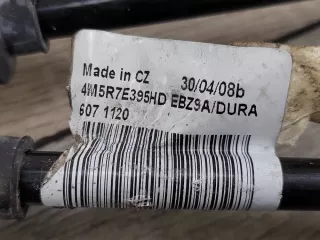 Made in CZ 30/04/08b
4M5R7E395HD EBZ9A/DURA
607 1120